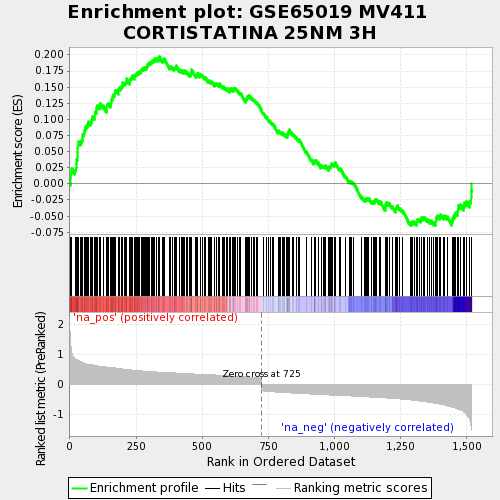 Enrichment plot: GSE65019 MV411
CORTISTATINA 25NM 3H
Enrichment score (ES)
0.200
0.175
0.150
0.125
0.100
0.075
0.050
0.025
0.000
-0.025
-0.050
-0.075
'na_pos' (positively correlated)
Ranked list metric (PreRanked)
2
1
0
-1
Zero cross at 725
'na_neg' (negatively correlated)
0
250
500
750
1,000
1,250
1,500
Rank in Ordered Dataset
Enrichment profile
Hits
Ranking metric scores